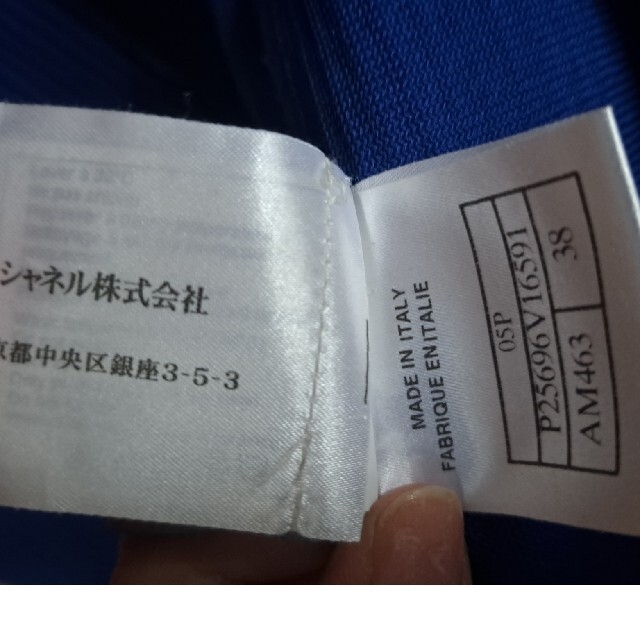 シャネル株式会社
京都中央区銀座3-5-3
MADE IN ITALY
FABRIQUE EN ITALIE
05P
P25696V16591
AM463
38